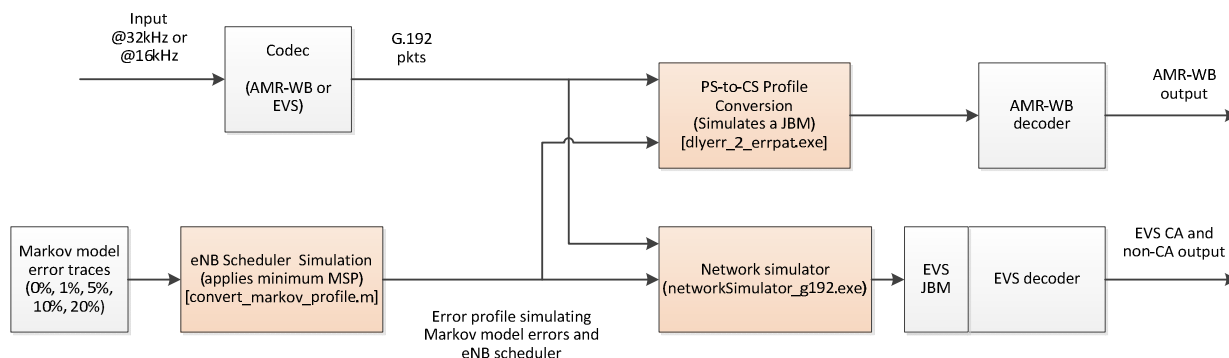 Input
@32kHz or
@16kHz
Codec
(AMR-WB or
EVS)
G.192
pkts
PS-to-CS Profile
Conversion
(Simulates a JBM)
[dlyerr_2_errpat.exe]
AMR-WB
decoder
AMR-WB
output
Markov model
error traces
(0%, 1%, 5%,
10%, 20%)
eNB Scheduler Simulation
(applies minimum MSP)
[convert_markov_profile.m]
Error profile simulating
Markov model errors and
eNB scheduler
Network simulator
(networkSimulator_g192.exe)
EVS
JBM
EVS decoder
EVS CA and
non-CA output